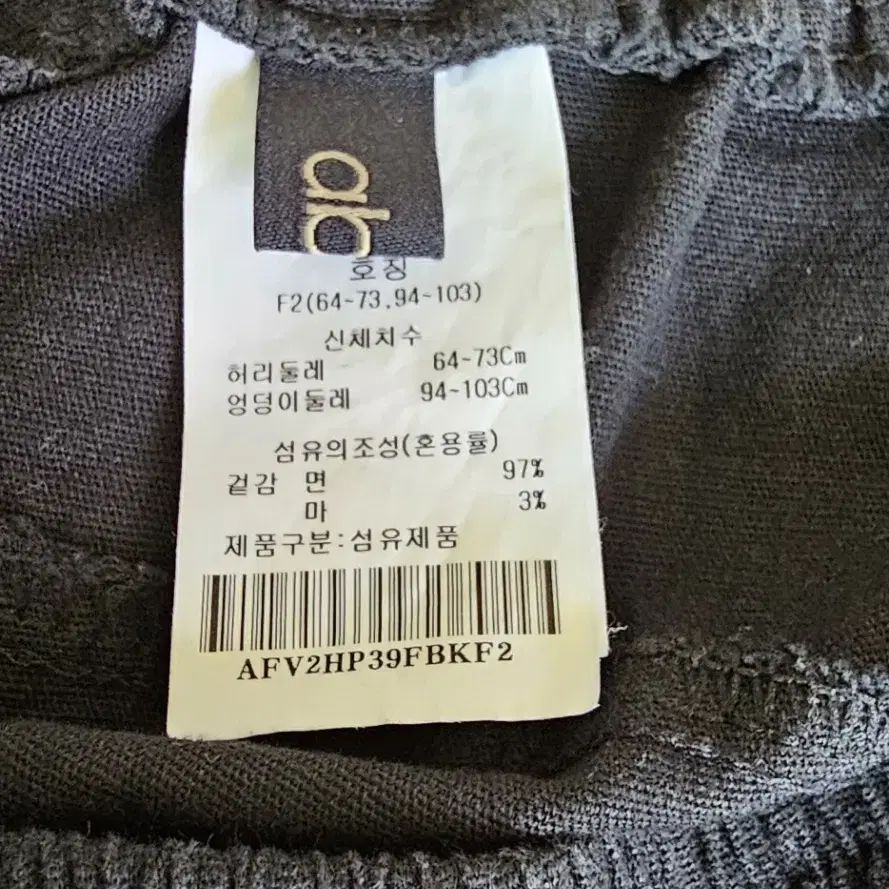 호칭
F2(64~73,94~103)
신체치수
허리둘레 64~73Cm
엉덩이둘레 94~103Cm
섬유의조성(혼용률)
겉감 면 97%
마 3%
제품구분:섬유제품
AFV2HP39FBKF2